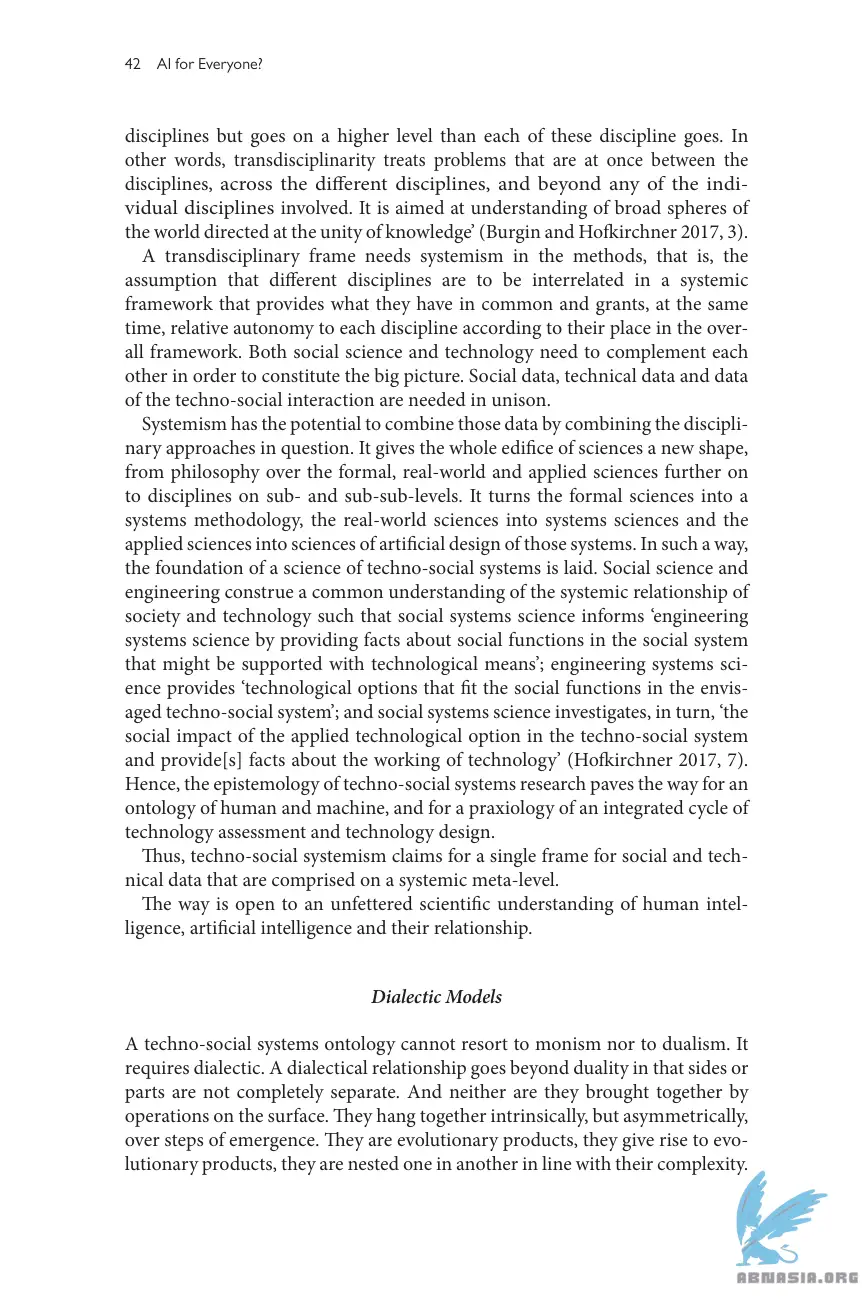 42 AI for Everyone?
disciplines but goes on a higher level than each of these discipline goes. In
other words, transdisciplinarity treats problems that are at once between the
disciplines, across the different disciplines, and beyond any of the indi-
vidual disciplines involved. It is aimed at understanding of broad spheres of
the world directed at the unity of knowledge’ (Burgin and Hofkirchner 2017, 3).
A transdisciplinary frame needs systemism in the methods, that is, the
assumption that different disciplines are to be interrelated in a systemic
framework that provides what they have in common and grants, at the same
time, relative autonomy to each discipline according to their place in the over-
all framework. Both social science and technology need to complement each
other in order to constitute the big picture. Social data, technical data and data
of the techno-social interaction are needed in unison.
Systemism has the potential to combine those data by combining the discipli-
nary approaches in question. It gives the whole edifice of sciences a new shape,
from philosophy over the formal, real-world and applied sciences further on
to disciplines on sub- and sub-sub-levels. It turns the formal sciences into a
systems methodology, the real-world sciences into systems sciences and the
applied sciences into sciences of artificial design of those systems. In such a way,
the foundation of a science of techno-social systems is laid. Social science and
engineering construe a common understanding of the systemic relationship of
society and technology such that social systems science informs ‘engineering
systems science by providing facts about social functions in the social system
that might be supported with technological means’; engineering systems sci-
ence provides ‘technological options that fit the social functions in the envis-
aged techno-social system’; and social systems science investigates, in turn, ‘the
social impact of the applied technological option in the techno-social system
and provide[s] facts about the working of technology’ (Hofkirchner 2017, 7).
Hence, the epistemology of techno-social systems research paves the way for an
ontology of human and machine, and for a praxiology of an integrated cycle of
technology assessment and technology design.
Thus, techno-social systemism claims for a single frame for social and tech-
nical data that are comprised on a systemic meta-level.
The way is open to an unfettered scientific understanding of human intel-
ligence, artificial intelligence and their relationship.
Dialectic Models
A techno-social systems ontology cannot resort to monism nor to dualism. It
requires dialectic. A dialectical relationship goes beyond duality in that sides or
parts are not completely separate. And neither are they brought together by
operations on the surface. They hang together intrinsically, but asymmetrically,
over steps of emergence. They are evolutionary products, they give rise to evo-
lutionary products, they are nested one in another in line with their complexity.
ABNASIA.ORG